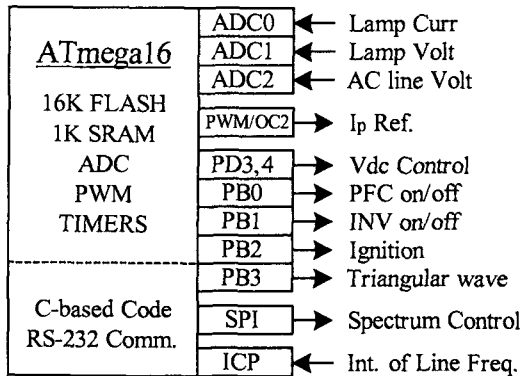 ATmega16
16K FLASH
1K SRAM
ADC
PWM
TIMERS
C-based Code
RS-232 Comm.
ADC0 Lamp Curr
ADC1 Lamp Volt
ADC2 AC line Volt
PWM/OC2 Ip Ref.
PD3,4 Vdc Control
PB0 PFC on/off
PB1 INV on/off
PB2 Ignition
PB3 Triangular wave
SPI Spectrum Control
ICP Int. of Line Freq.